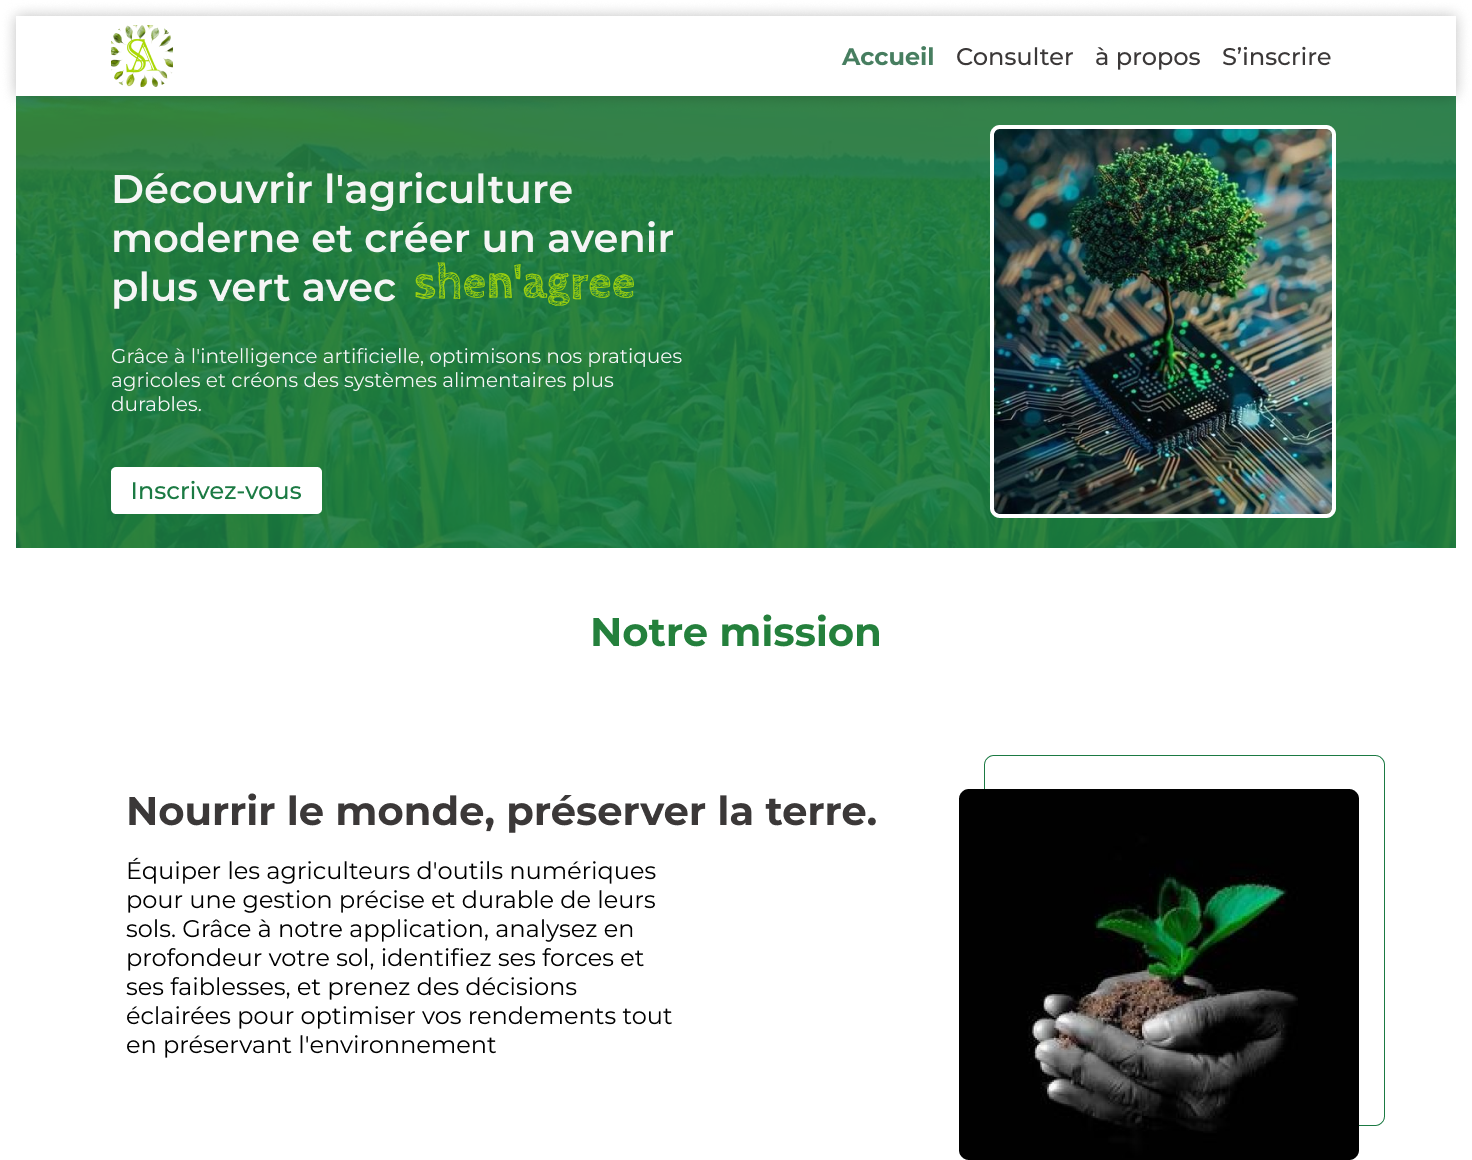 SA
Accueil Consulter à propos S’inscrire
Découvrir l'agriculture
moderne et créer un avenir
plus vert avec shen'agree
Grâce à l'intelligence artificielle, optimisons nos pratiques
agricoles et créons des systèmes alimentaires plus
durables.
Inscrivez-vous
Notre mission
Nourrir le monde, préserver la terre.
Équiper les agriculteurs d'outils numériques
pour une gestion précise et durable de leurs
sols. Grâce à notre application, analysez en
profondeur votre sol, identifiez ses forces et
ses faiblesses, et prenez des décisions
éclairées pour optimiser vos rendements tout
en préservant l'environnement